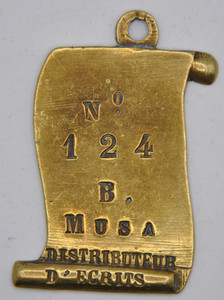 No.
124
B.
MUSA
DISTRIBUTEUR
D'ECRITS